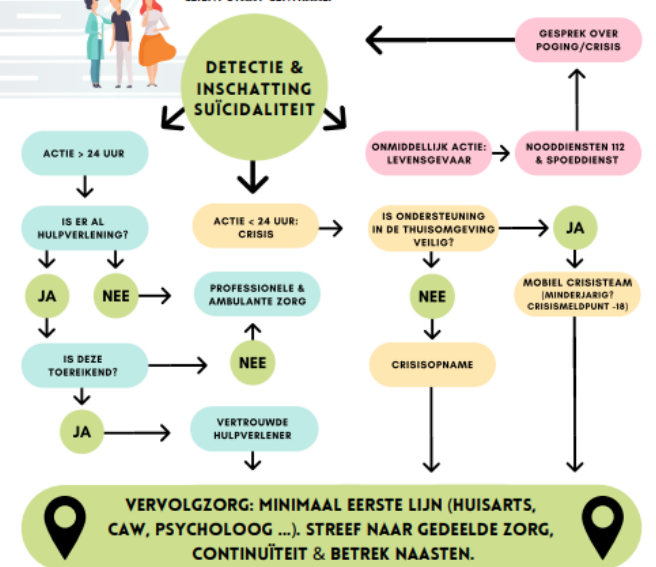 DETECTIE &
INSCHATTING
SUÏCIDALITEIT
GESPREK OVER
POGING/CRISIS
ACTIE > 24 UUR
ONMIDDELLIJK ACTIE:
LEVENSGEVAAR
NOODDIENSTEN 112
& SPOEDDIENST
IS ER AL
HULPVERLENING?
ACTIE < 24 UUR:
CRISIS
IS ONDERSTEUNING
IN DE THUISOMGEVING
VEILIG?
JA
JA
NEE
PROFESSIONELE &
AMBULANTE ZORG
NEE
MOBIEL CRISISTEAM
(MINDERJARIG?
CRISISMELDPUNT -18)
IS DEZE
TOEREIKEND?
NEE
CRISISOPNAME
JA
VERTROUWDE
HULPVERLENER
VERVOLGZORG: MINIMAAL EERSTE LIJN (HUISARTS,
CAW, PSYCHOLOOG ...). STREEF NAAR GEDEELDE ZORG,
CONTINUÏTEIT & BETREK NAASTEN.